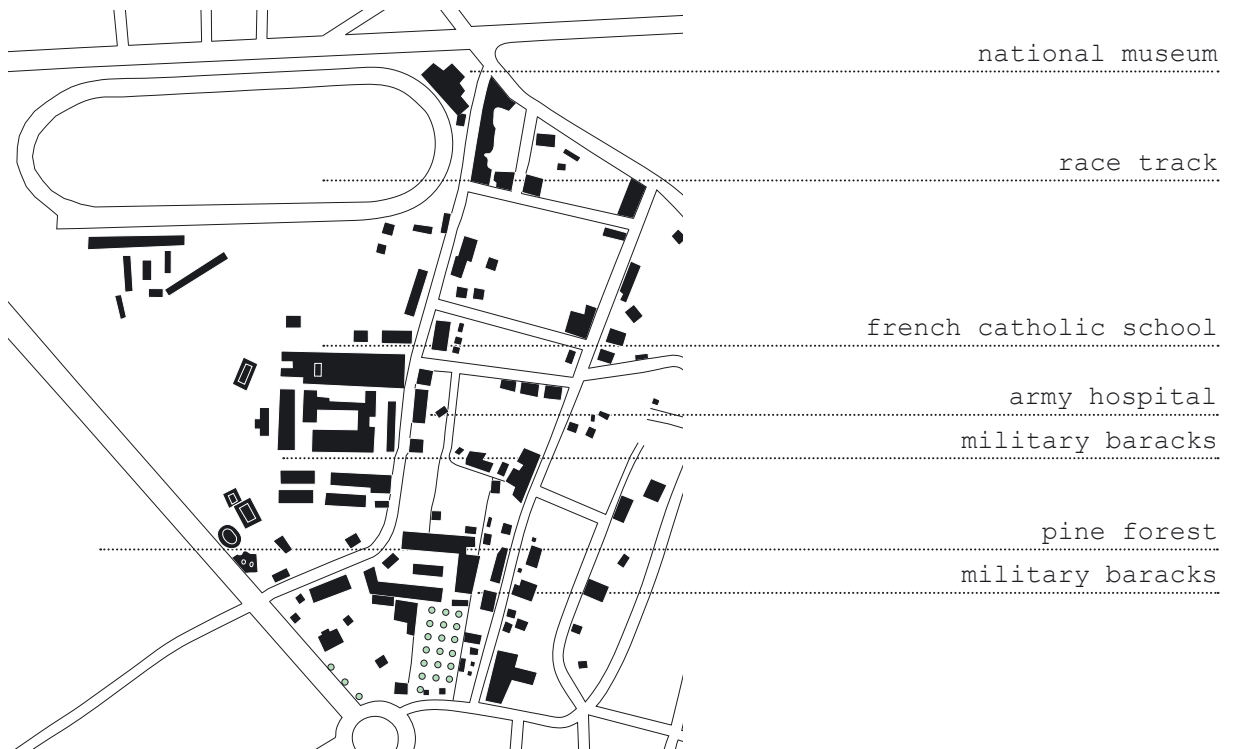 national museum
race track
french catholic school
army hospital
military baracks
pine forest
military baracks